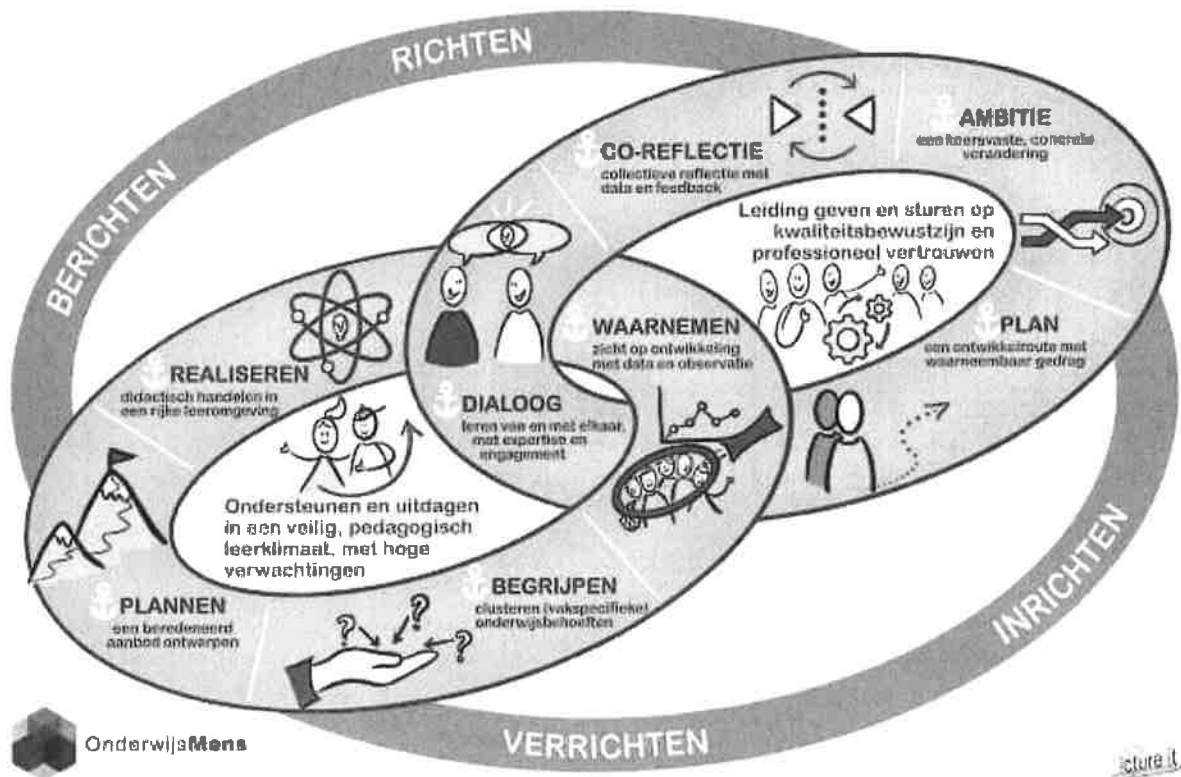 RICHTEN
BERICHTEN
INRICHTEN
VERRICHTEN
CO-REFLECTIE
collectieve reflectie met
data en feedback
AMBITIE
een koersvaste, concrete
verandering
Leiding geven en sturen op
kwaliteitsbewustzijn en
professioneel vertrouwen
PLAN
een ontwikkelroute met
waarneembaar gedrag
WAARNEMEN
zicht op ontwikkeling
met data en observatie
DIALOOG
leren van en met elkaar,
met expertise en
engagement
REALISEREN
didactisch handelen in
een rijke leeromgeving
Ondersteunen en uitdagen
in een veilig, pedagogisch
leerklimaat, met hoge
verwachtingen
PLANNEN
een beredeneerd
aanbod ontwerpen
BEGRIJPEN
clusteren (vakspecifieke)
onderwijsbehoeften
? ? ?
OnderwijsMens
icture it